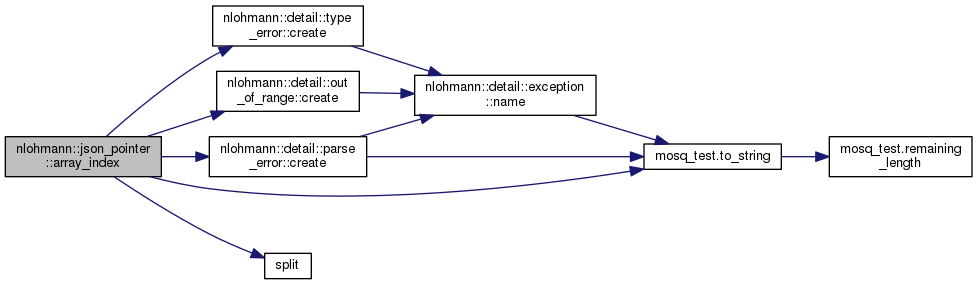 nlohmann::detail::type
_error::create
nlohmann::detail::out
_of_range::create
nlohmann::detail::exception
::name
nlohmann::json_pointer
::array_index
nlohmann::detail::parse
_error::create
mosq_test.to_string
mosq_test.remaining
_length
split